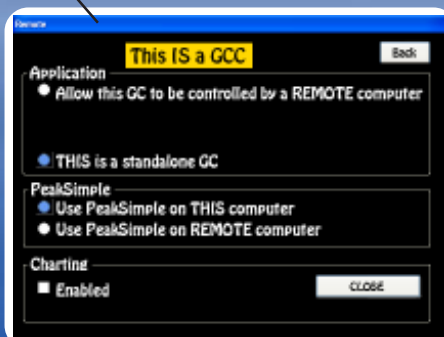 Remote
This IS a GCC
Back
Application
Allow this GC to be controlled by a REMOTE computer
THIS is a standalone GC
PeakSimple
Use PeakSimple on THIS computer
Use PeakSimple on REMOTE computer
Charting
Enabled
CLOSE